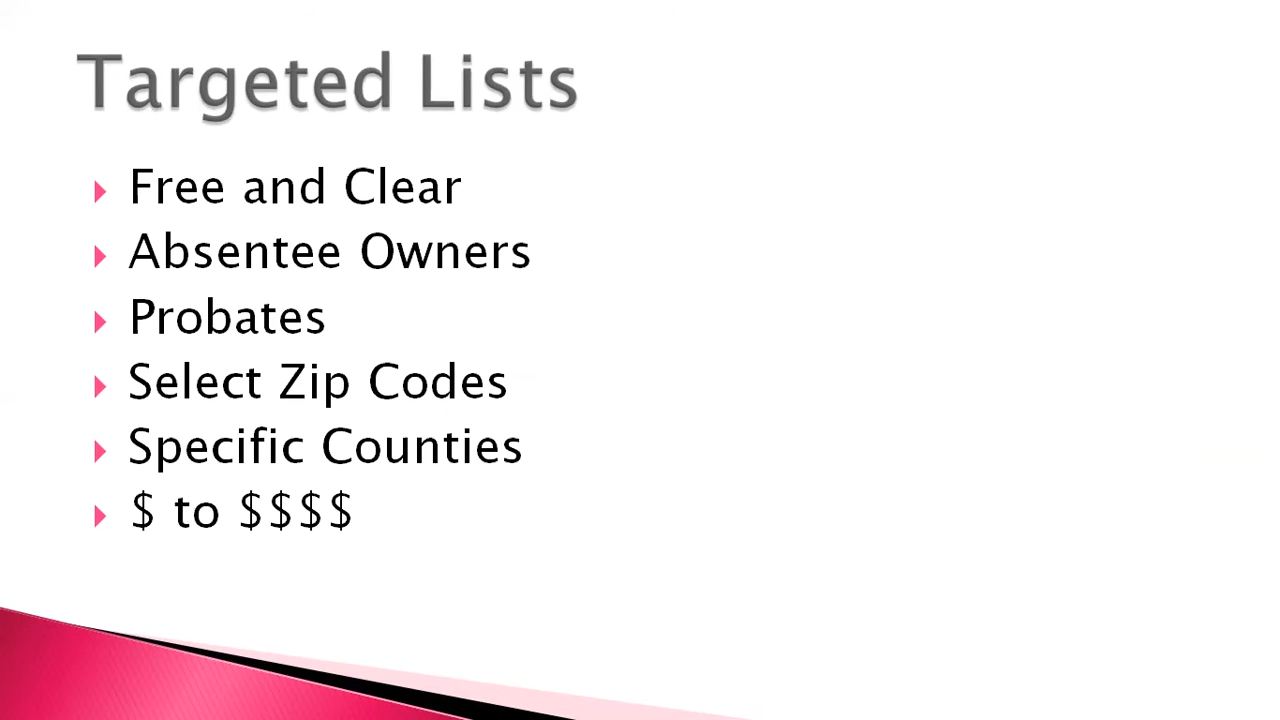 Targeted Lists
Free and Clear
Absentee Owners
Probates
Select Zip Codes
Specific Counties
$ to $$$$